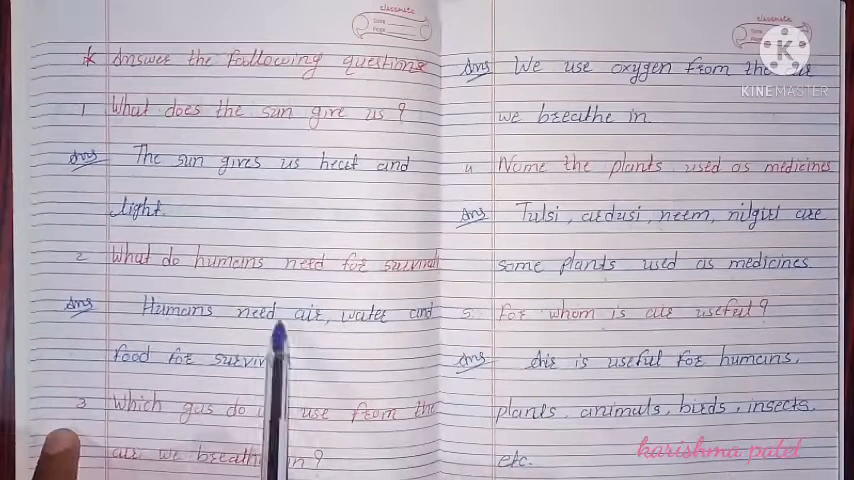 classmate
Date
Page
* Answer the following questions
1 What does the sun give us ?
Ans The sun gives us heat and
light.
2 What do humans need for survival
Ans Humans need air, water and
food for
3 Which gas do use from the
air we breath in ?
classmate
Date
Page
Ans We use oxygen from the air
we breathe in.
4 Name the plants used as medicines
Ans Tulsi, ardusi, neem, nilgiri are
some plants used as medicines
5. For whom is air useful ?
Ans Air is useful for humans,
plants, animals, birds, insects,
etc.
K
KINEMASTER
karishma patel